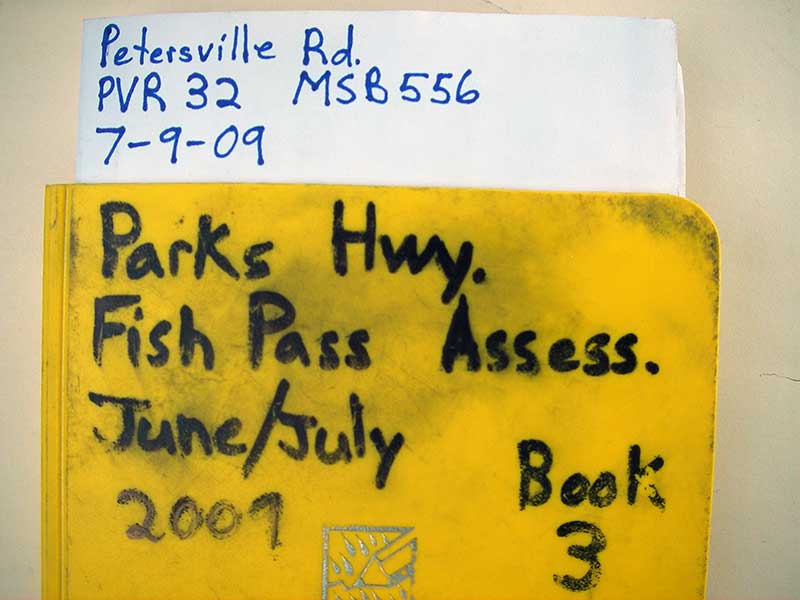 Petersville Rd.
PVR 32 MSB556
7-9-09
Parks Hwy.
Fish Pass Assess.
June/July
2009
Book
3